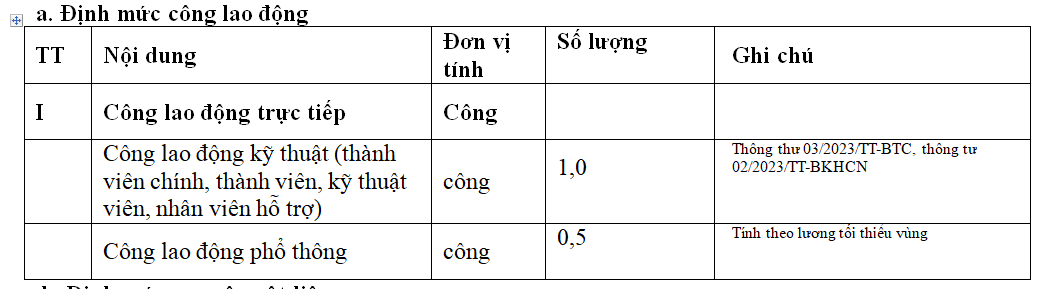 a. Định mức công lao động
TT
Nội dung
Đơn vị
tính
Số lượng
Ghi chú
I
Công lao động trực tiếp
Công
Công lao động kỹ thuật (thành
viên chính, thành viên, kỹ thuật
viên, nhân viên hỗ trợ)
công
1,0
Thông thư 03/2023/TT-BTC, thông tư
02/2023/TT-BKHCN
Công lao động phổ thông
công
0,5
Tính theo lương tối thiểu vùng